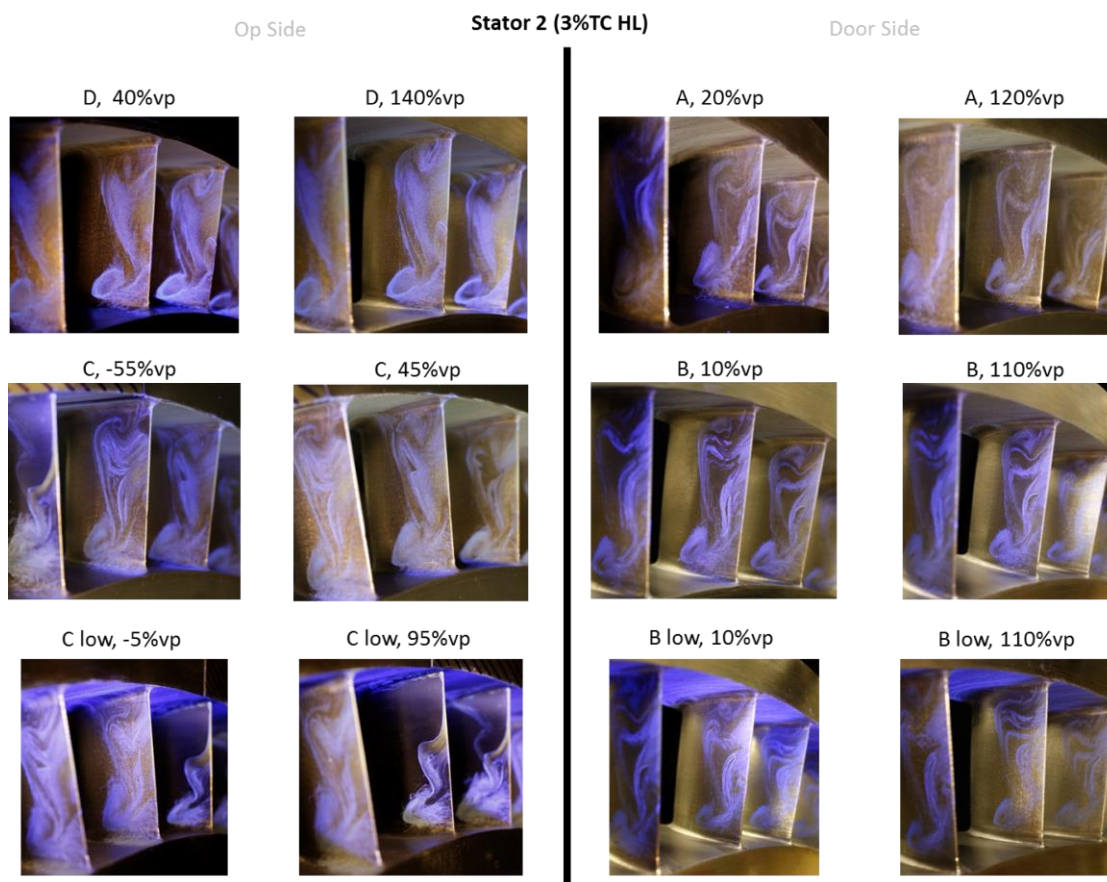 Stator 2 (3%TC HL)
Op Side
Door Side
D, 40%vp
D, 140%vp
A, 20%vp
A, 120%vp
C, -55%vp
C, 45%vp
B, 10%vp
B, 110%vp
C low, -5%vp
C low, 95%vp
B low, 10%vp
B low, 110%vp